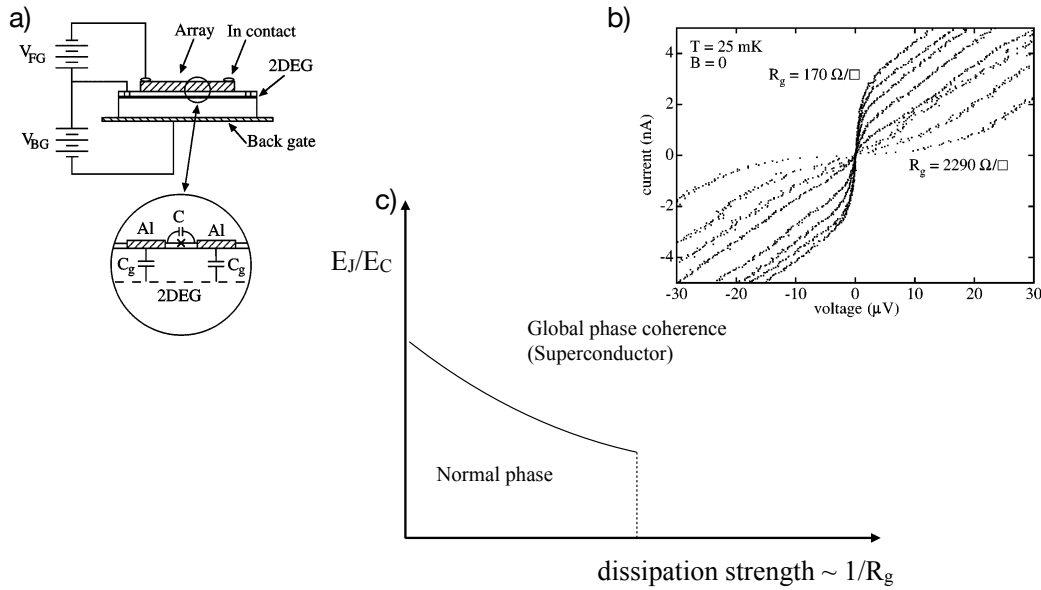 a)
V_FG
V_BG
Array
In contact
2DEG
Back gate
Al
C
Al
C_g
C_g
2DEG
b)
T = 25 mK
B = 0
R_g = 170 Ω/□
R_g = 2290 Ω/□
current (nA)
4
2
0
-2
-4
-30
-10
0
10
30
voltage (μV)
c)
E_J/E_C
Global phase coherence
(Superconductor)
Normal phase
dissipation strength ~ 1/R_g